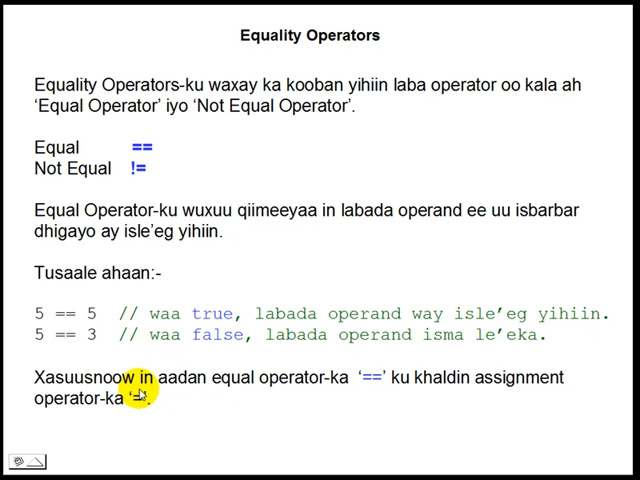 Equality Operators
Equality Operators-ku waxay ka kooban yihiin laba operator oo kala ah
‘Equal Operator’ iyo ‘Not Equal Operator’.
Equal ==
Not Equal !=
Equal Operator-ku wuxuu qiimeeyaa in labada operand ee uu isbarbar
dhigayo ay isle’eg yihiin.
Tusaale ahaan:-
5 == 5 // waa true, labada operand way isle’eg yihiin.
5 == 3 // waa false, labada operand isma le’eka.
Xasuusnoow in aadan equal operator-ka ‘==’ ku khaldin assignment
operator-ka ‘=’.